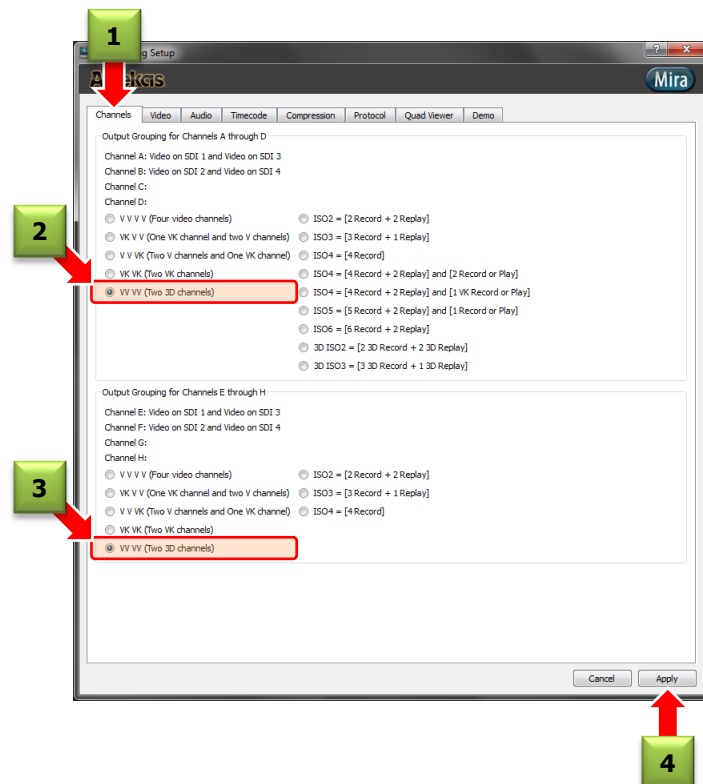 1
g Setup
Mira
Channels Video Audio Timecode Compression Protocol Quad Viewer Demo
Output Grouping for Channels A through D
Channel A: Video on SDI 1 and Video on SDI 3
Channel B: Video on SDI 2 and Video on SDI 4
Channel C:
Channel D:
V V V V (Four video channels) ISO2 = [2 Record + 2 Replay]
VK V V (One VK channel and two V channels) ISO3 = [3 Record + 1 Replay]
V V VK (Two V channels and One VK channel) ISO4 = [4 Record]
2
VK VK (Two VK channels) ISO4 = [4 Record + 2 Replay] and [2 Record or Play]
VV VV (Two 3D channels) ISO4 = [4 Record + 2 Replay] and [1 VK Record or Play]
ISO5 = [5 Record + 2 Replay] and [1 Record or Play]
ISO6 = [6 Record + 2 Replay]
3D ISO2 = [2 3D Record + 2 3D Replay]
3D ISO3 = [3 3D Record + 1 3D Replay]
Output Grouping for Channels E through H
Channel E: Video on SDI 1 and Video on SDI 3
Channel F: Video on SDI 2 and Video on SDI 4
Channel G:
Channel H:
V V V V (Four video channels) ISO2 = [2 Record + 2 Replay]
3
VK V V (One VK channel and two V channels) ISO3 = [3 Record + 1 Replay]
V V VK (Two V channels and One VK channel) ISO4 = [4 Record]
VK VK (Two VK channels)
VV VV (Two 3D channels)
Cancel Apply
4